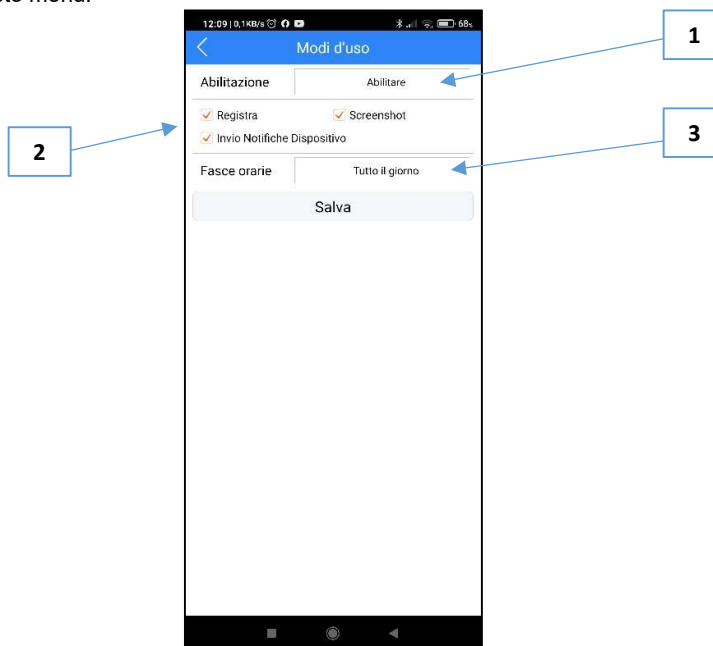 12:09 | 0,1KB/s 68%
Modi d'uso
1
Abilitazione Abilitare
Registra Screenshot
2
Invio Notifiche Dispositivo
3
Fasce orarie Tutto il giorno
Salva